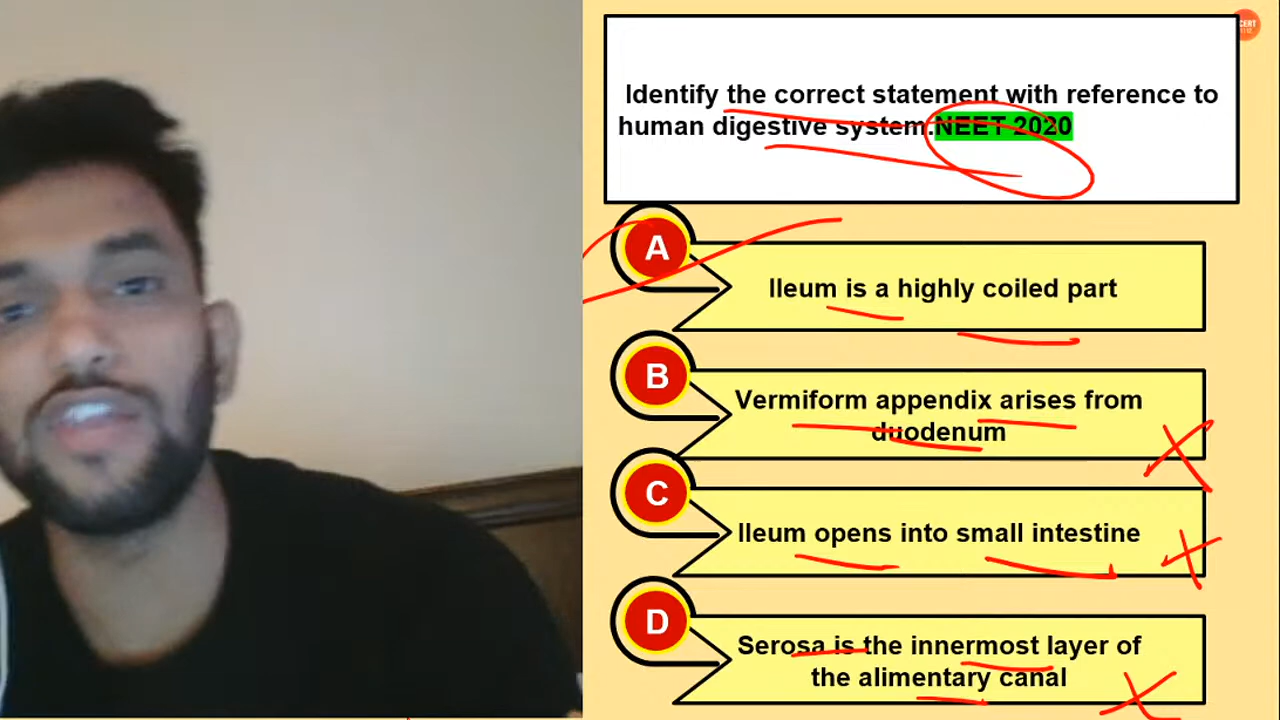 Identify the correct statement with reference to
human digestive system.NEET 2020
A
Ileum is a highly coiled part
B
Vermiform appendix arises from
duodenum
C
Ileum opens into small intestine
D
Serosa is the innermost layer of
the alimentary canal